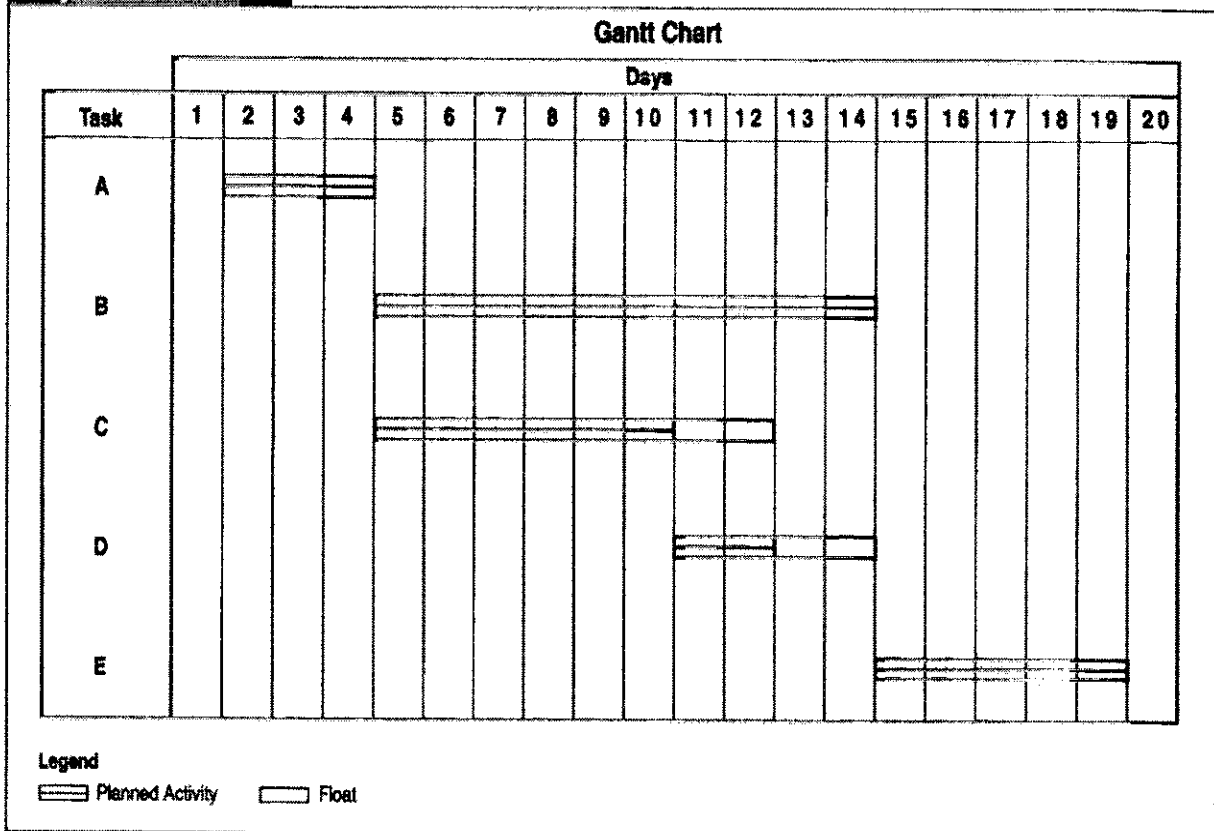 Gantt Chart
Days
Task 1 2 3 4 5 6 7 8 9 10 11 12 13 14 15 16 17 18 19 20
A
B
C
D
E
Legend
Planned Activity Float